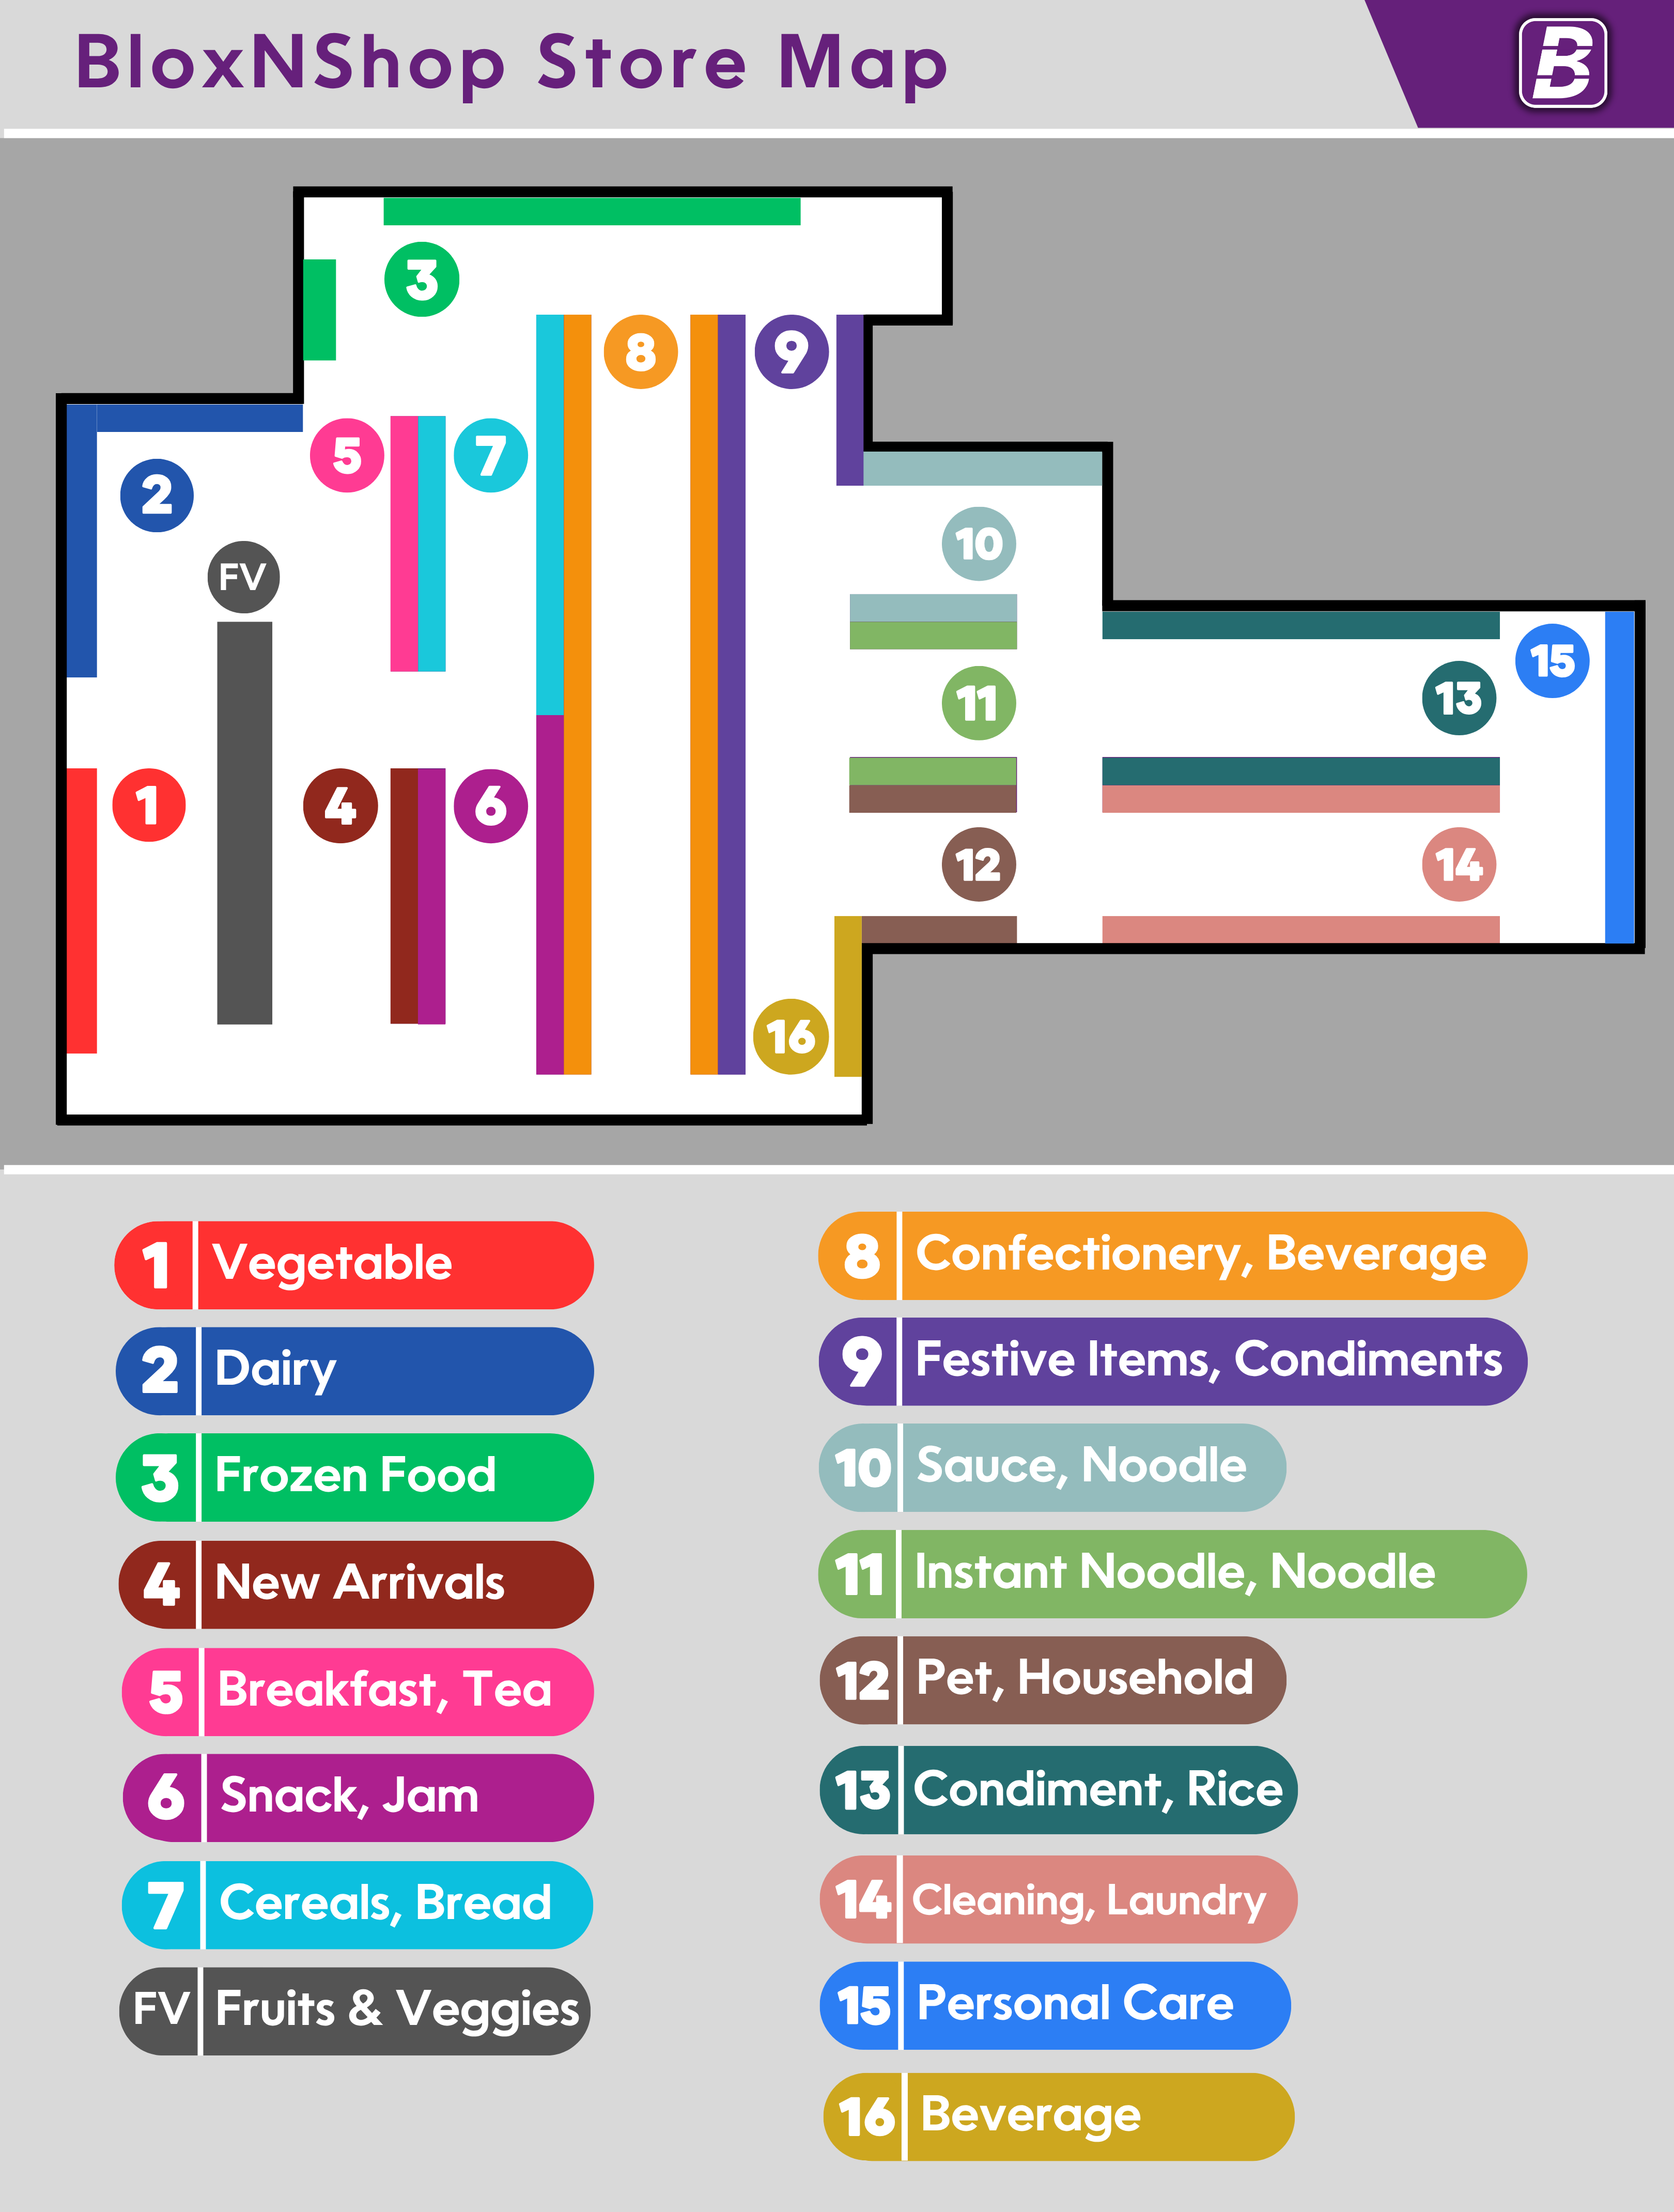 BloxNShop Store Map
B
3
8
9
5
7
2
10
FV
15
13
11
1
4
6
12
14
16
1 Vegetable
2 Dairy
3 Frozen Food
4 New Arrivals
5 Breakfast, Tea
6 Snack, Jam
7 Cereals, Bread
FV Fruits & Veggies
8 Confectionery, Beverage
9 Festive Items, Condiments
10 Sauce, Noodle
11 Instant Noodle, Noodle
12 Pet, Household
13 Condiment, Rice
14 Cleaning, Laundry
15 Personal Care
16 Beverage